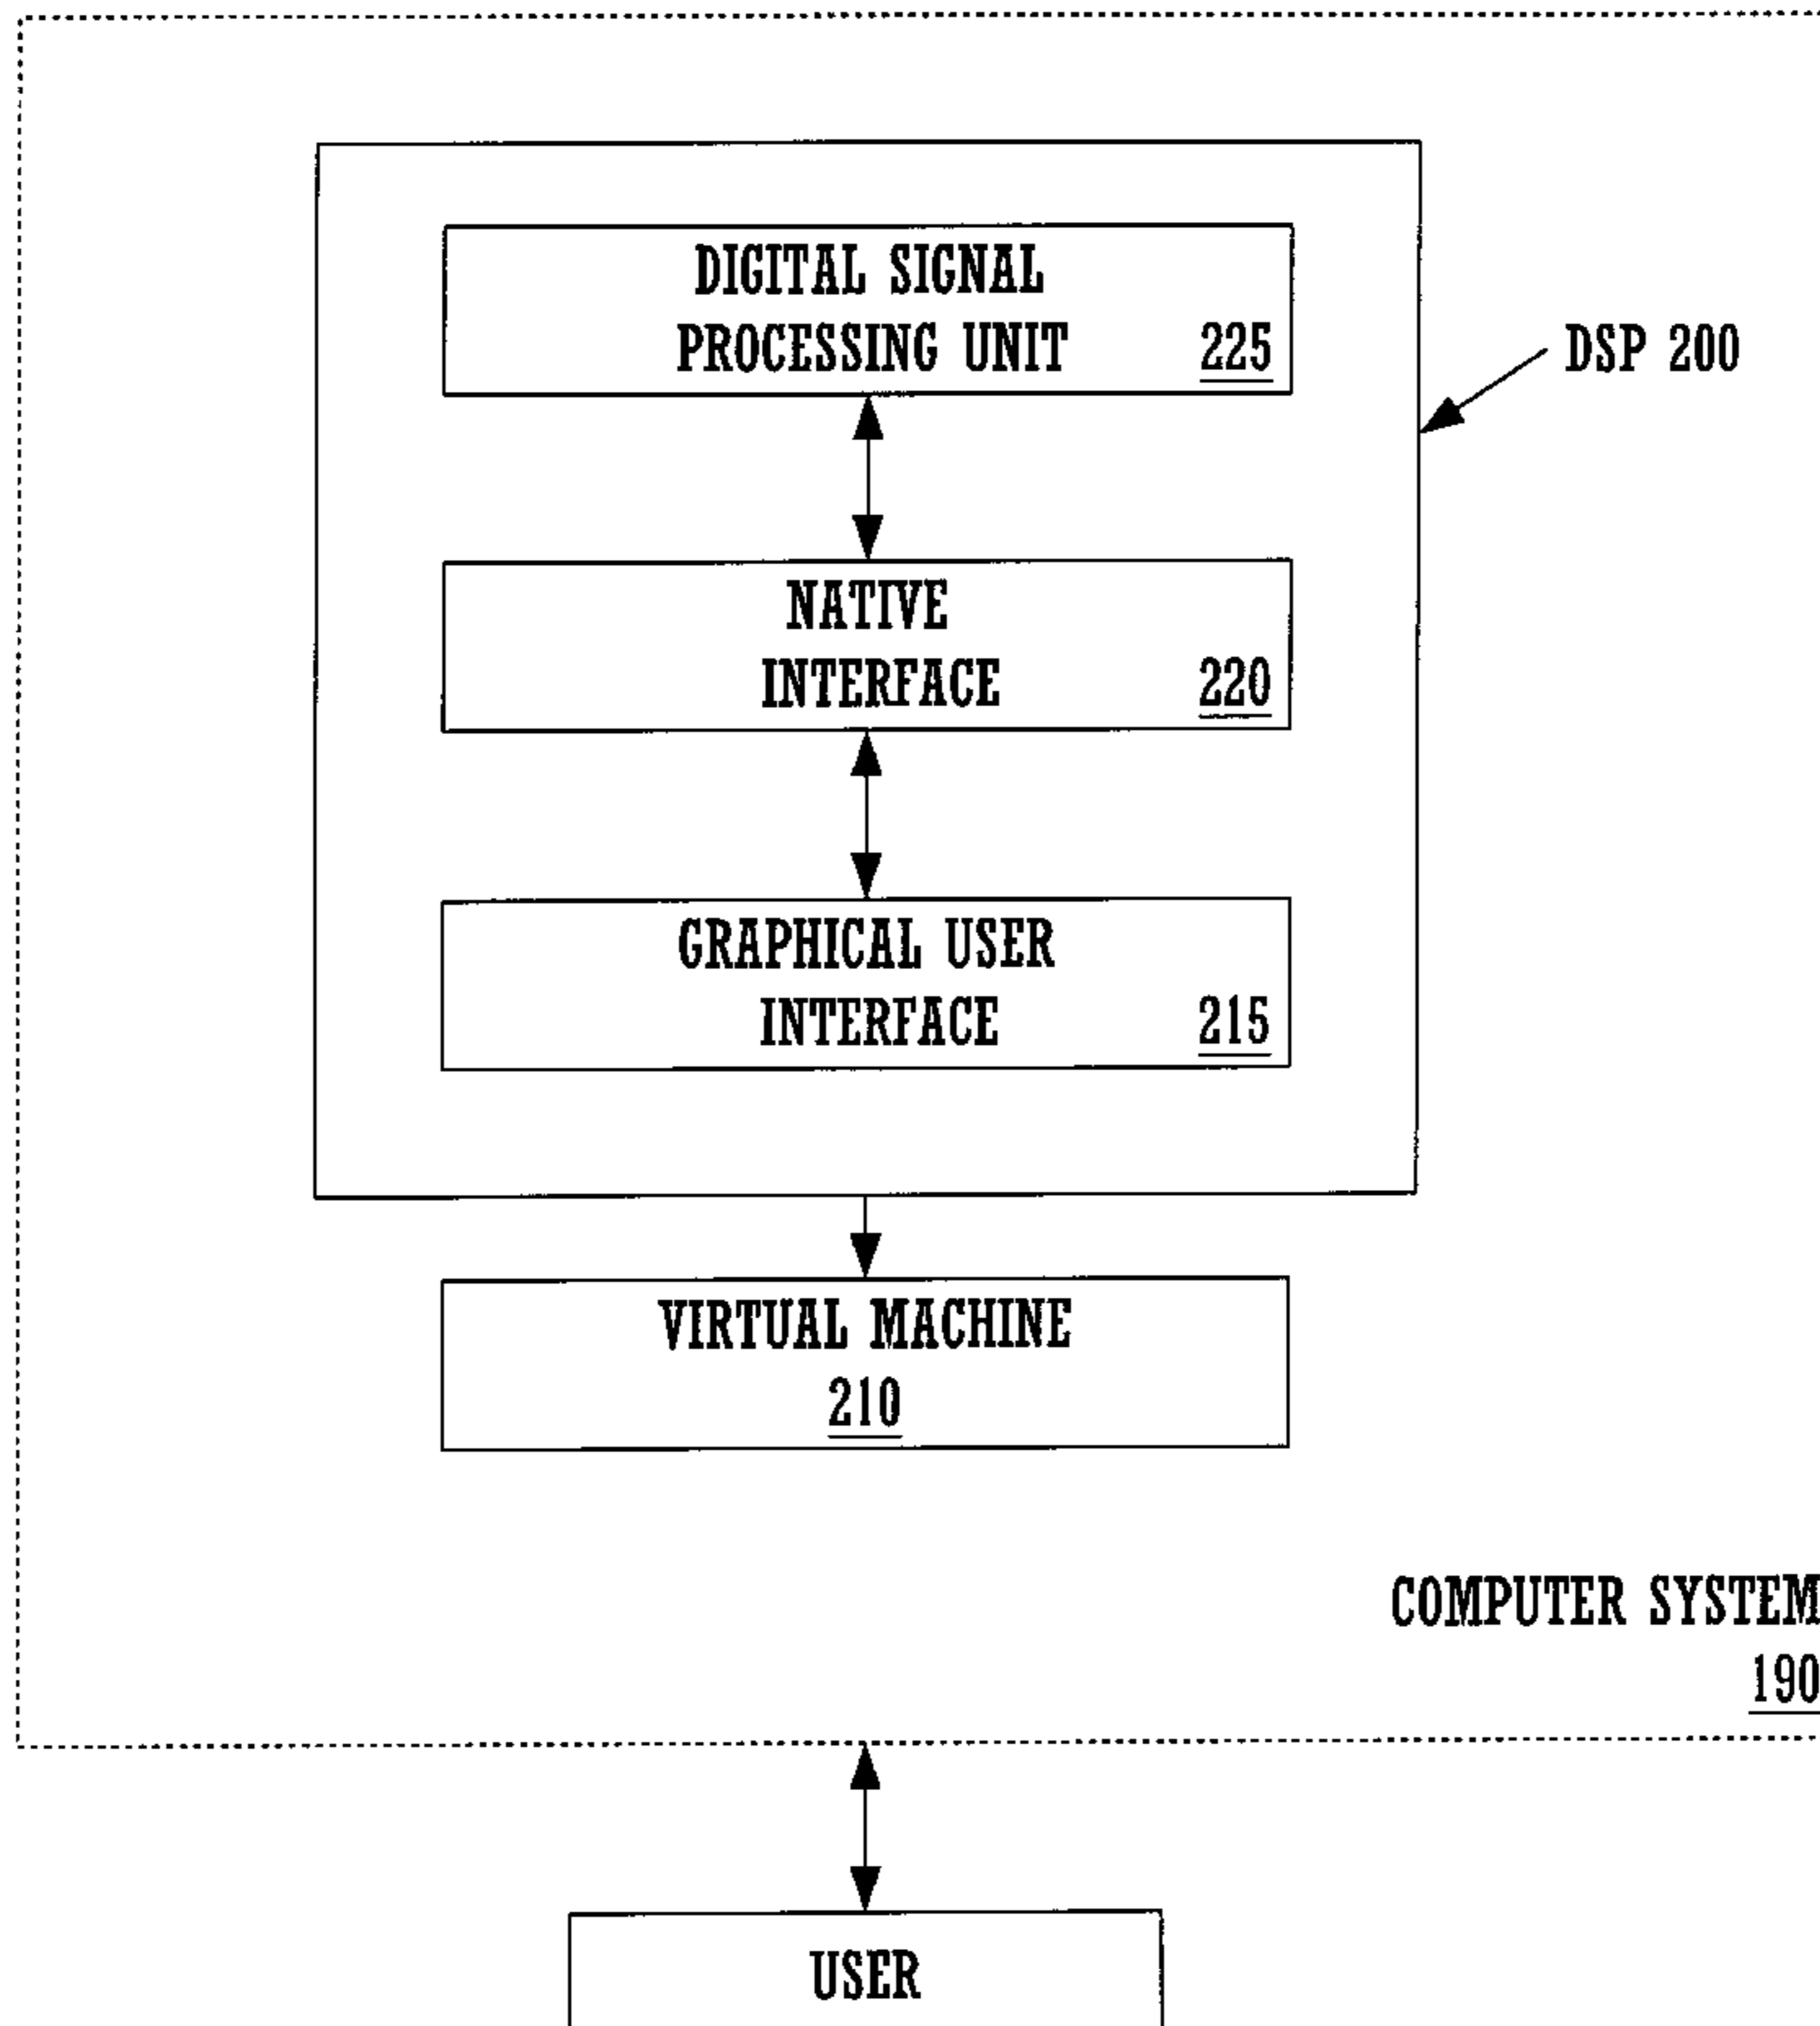 DIGITAL SIGNAL
PROCESSING UNIT 225
DSP 200
NATIVE
INTERFACE 220
GRAPHICAL USER
INTERFACE 215
VIRTUAL MACHINE
210
COMPUTER SYSTEM
190
USER